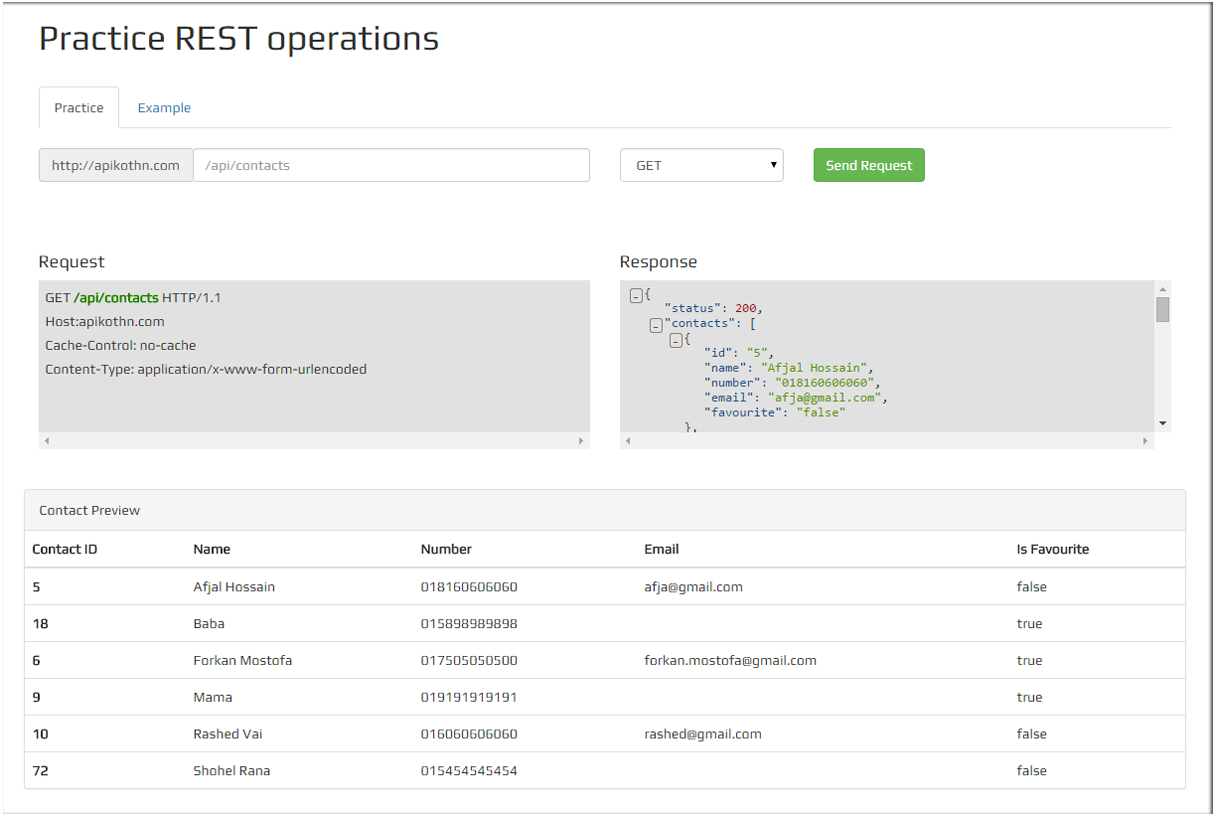 Practice REST operations
Practice Example
http://apikothn.com /api/contacts GET Send Request
Request
GET /api/contacts HTTP/1.1
Host:apikothn.com
Cache-Control: no-cache
Content-Type: application/x-www-form-urlencoded
Response
{
"status": 200,
"contacts": [
{
"id": "5",
"name": "Afjal Hossain",
"number": "018160606060",
"email": "afja@gmail.com",
"favourite": "false"
},
Contact Preview
Contact ID Name Number Email Is Favourite
5 Afjal Hossain 018160606060 afja@gmail.com false
18 Baba 015898989898 true
6 Forkan Mostofa 017505050500 forkan.mostofa@gmail.com true
9 Mama 019191919191 true
10 Rashed Vai 016060606060 rashed@gmail.com false
72 Shohel Rana 015454545454 false